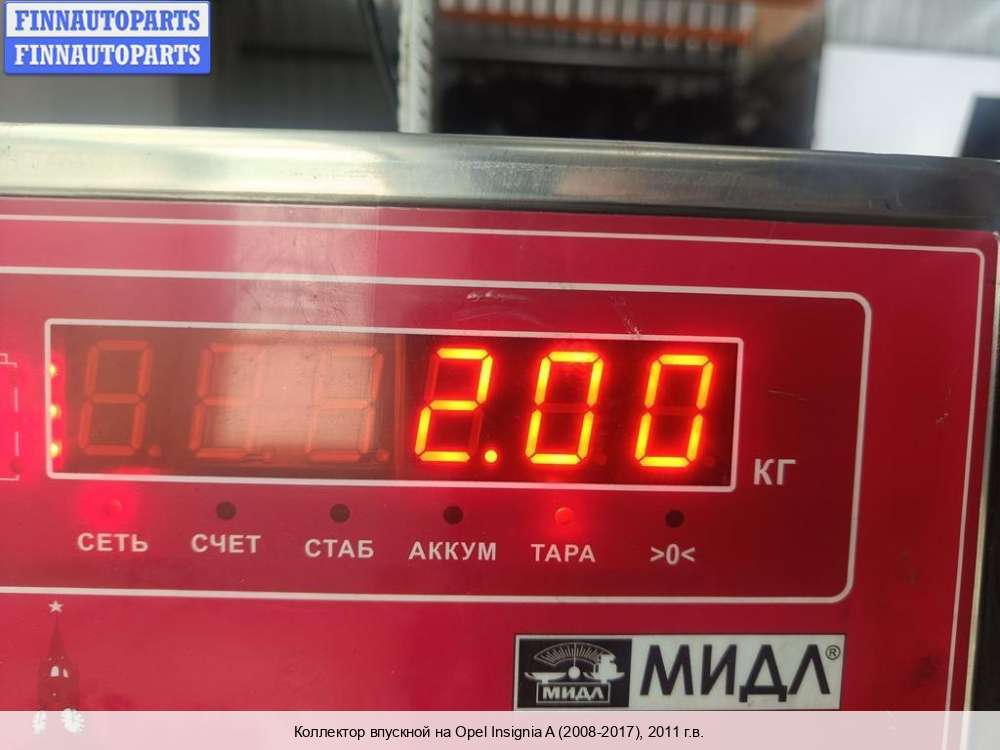 FINNAUTOPARTS
FINNAUTOPARTS
2.00
КГ
СЕТЬ СЧЕТ СТАБ АККУМ ТАРА >0<
МИДЛ МИДЛ®
Коллектор впускной на Opel Insignia A (2008-2017), 2011 г.в.